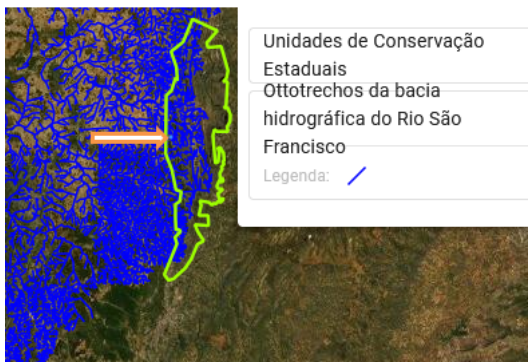 Unidades de Conservação
Estaduais
Ottotrechos da bacia
hidrográfica do Rio São
Francisco
Legenda: